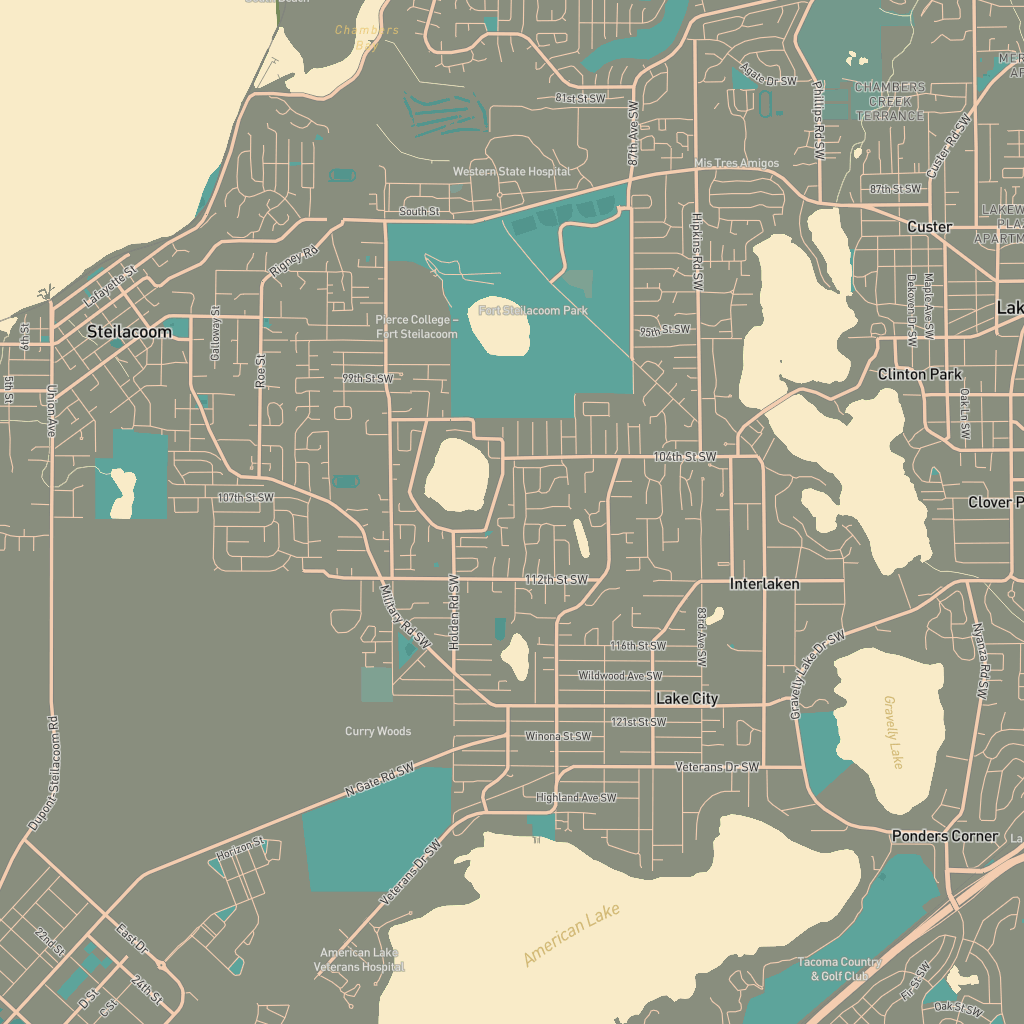 Chambers
Bay
81st St SW
87th Ave SW
Agate Dr SW
Phillips Rd SW
CHAMBERS
CREEK
TERRANCE
Custer Rd SW
Western State Hospital
Mis Tres Amigos
87th St SW
South St
Hipkins Rd SW
Custer
Rigney Rd
Lafayette St
Steilacoom
6th St
5th St
Galloway St
Roe St
Union Ave
Pierce College –
Fort Steilacoom
Fort Steilacoom Park
95th St SW
Dekoven Dr SW
Maple Ave SW
99th St SW
Clinton Park
Oak Ln SW
104th St SW
107th St SW
112th St SW
Interlaken
Military Rd SW
Holden Rd SW
83rd Ave SW
116th St SW
Wildwood Ave SW
Gravelly Lake Dr SW
Nyanza Rd SW
Lake City
121st St SW
Gravelly Lake
Curry Woods
Winona St SW
Dupont-Steilacoom Rd
N Gate Rd SW
Veterans Dr SW
Highland Ave SW
Ponders Corner
Horizon St
Veterans Dr SW
American Lake
22nd St
East Dr
24th St
D St
C St
American Lake
Veterans Hospital
Tacoma Country
& Golf Club
Fir St SW
Oak St SW